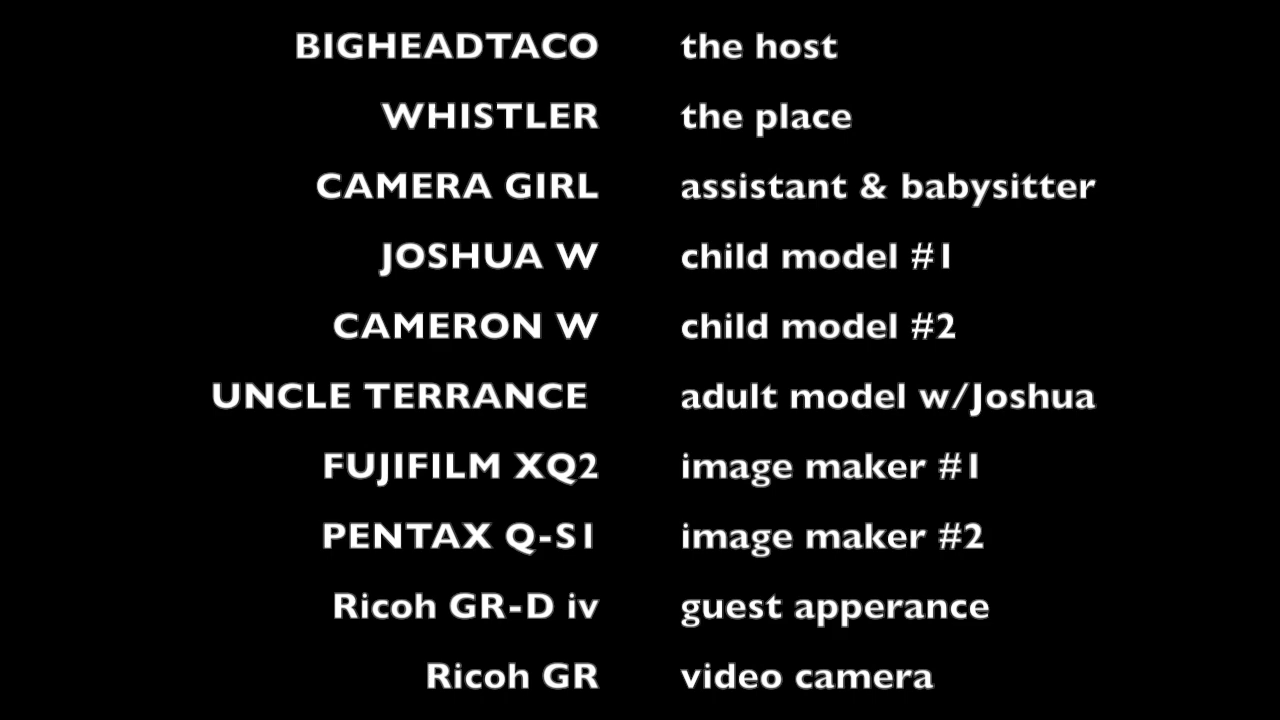 BIGHEADTACO the host
WHISTLER the place
CAMERA GIRL assistant & babysitter
JOSHUA W child model #1
CAMERON W child model #2
UNCLE TERRANCE adult model w/Joshua
FUJIFILM XQ2 image maker #1
PENTAX Q-S1 image maker #2
Ricoh GR-D iv guest apperance
Ricoh GR video camera